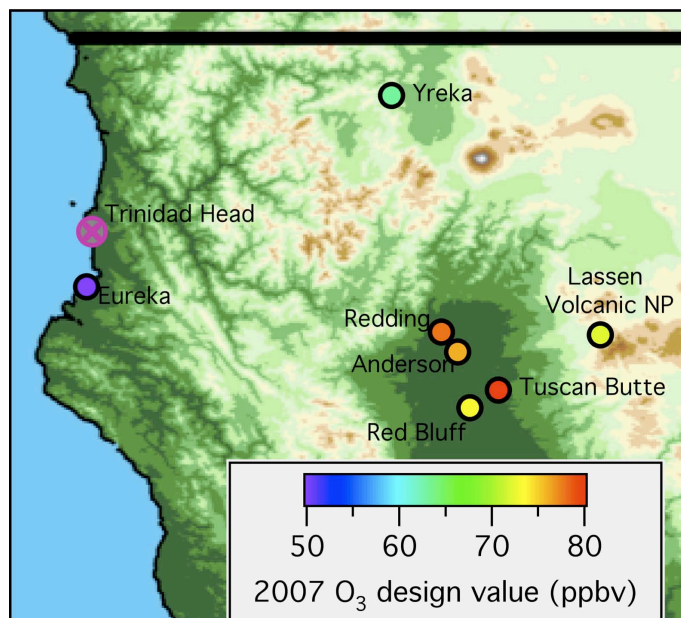 Yreka
Trinidad Head
Eureka
Lassen
Volcanic NP
Redding
Anderson
Tuscan Butte
Red Bluff
50 60 70 80
2007 O₃ design value (ppbv)